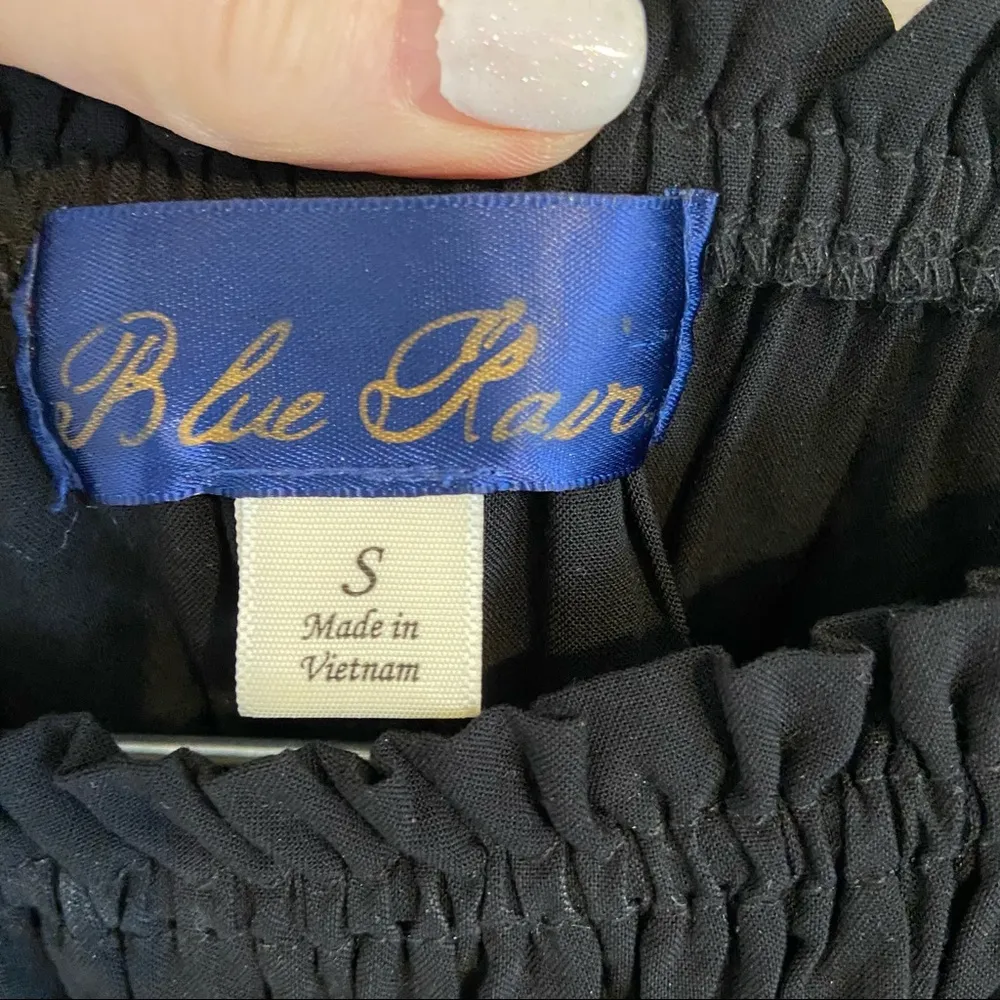 Blue Rain
S
Made in
Vietnam